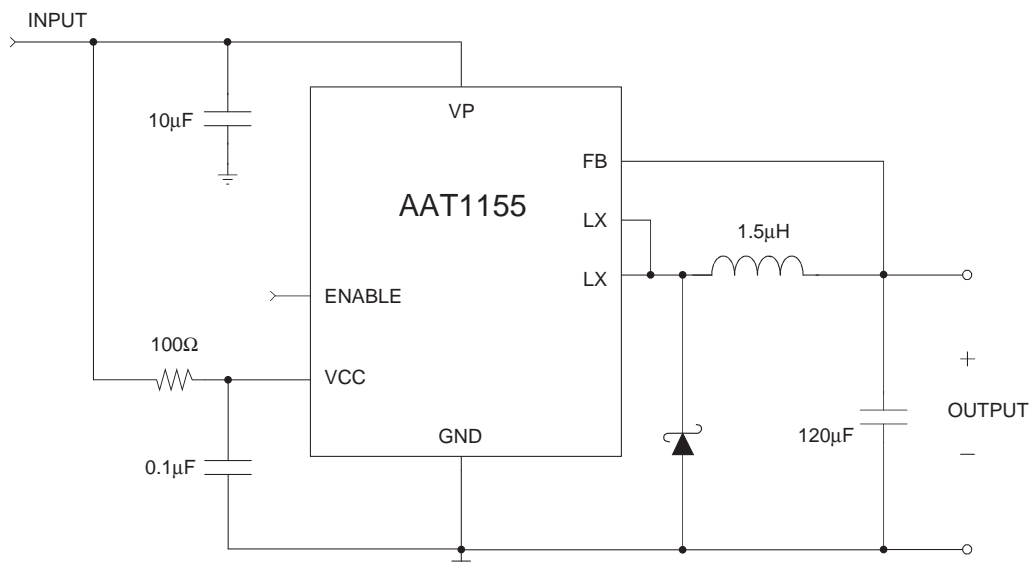 INPUT
VP
10μF
FB
AAT1155
LX
1.5μH
LX
ENABLE
100Ω
VCC
+
OUTPUT
GND
120μF
0.1μF
−